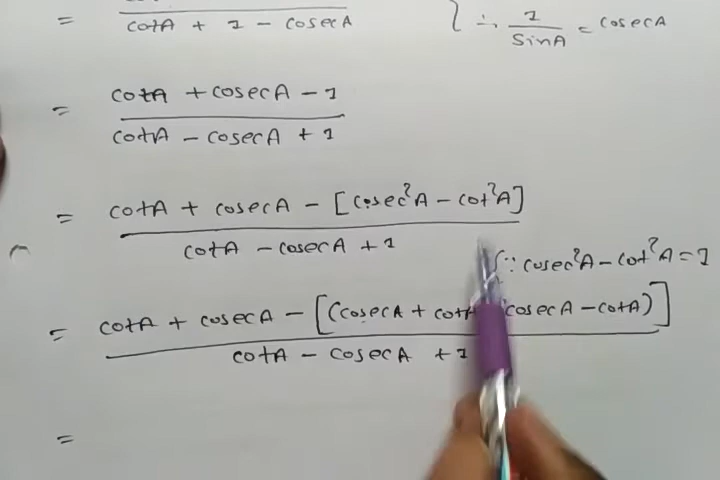 = cotA + 1 - cosecA { ∴ 1/SinA = cosecA
= cotA + cosecA - 1
cotA - cosecA + 1
= cotA + cosecA - [cosec²A - cot²A]
cotA - cosecA + 1
{∵ cosec²A - cot²A = 1
= cotA + cosecA - [(cosecA + cotA cosecA - cotA)]
cotA - cosecA + 1
=